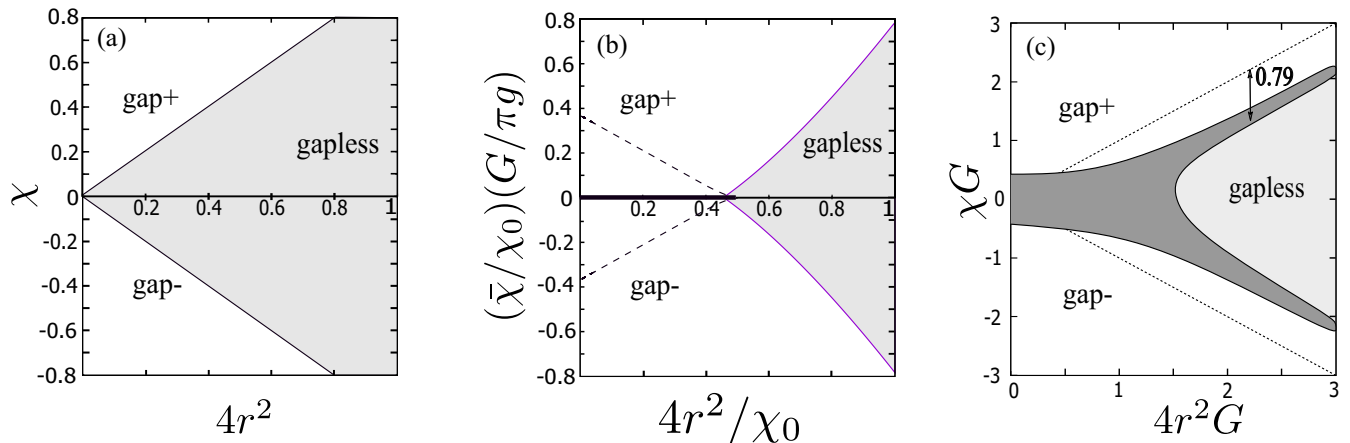 (a)
0.8
0.6
0.4
0.2
0
-0.2
-0.4
-0.6
-0.8
0.2 0.4 0.6 0.8 1
gap+
gapless
gap-
χ
4r²
(b)
0.8
0.6
0.4
0.2
0
-0.2
-0.4
-0.6
-0.8
0.2 0.4 0.6 0.8 1
gap+
gapless
gap-
(χ̄/χ₀)(G/πg)
4r²/χ₀
(c)
3
2
1
0
-1
-2
-3
0 1 2 3
0.79
gap+
gapless
gap-
χG
4r²G